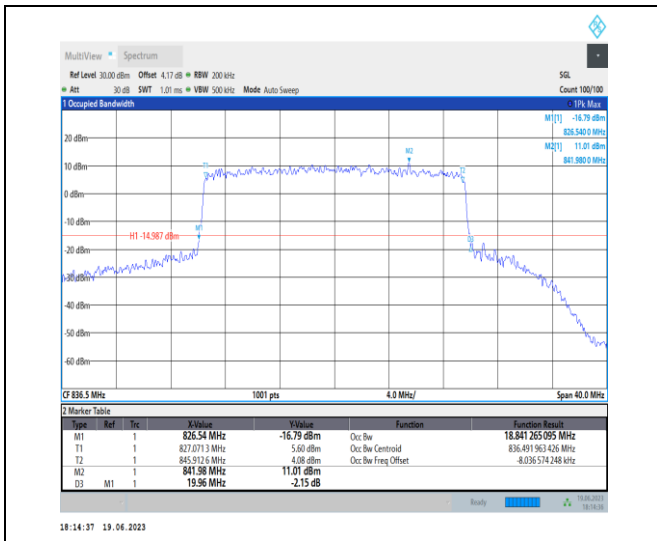 MultiView Spectrum
Ref Level 30.00 dBm Offset 4.17 dB RBW 200 kHz SGL
Att 30 dB SWT 1.01 ms VBW 500 kHz Mode Auto Sweep Count 100/100
1 Occupied Bandwidth 1Pk Max
M1[1] -16.79 dBm
826.540 0 MHz
M2[1] 11.01 dBm
841.980 0 MHz
20 dBm
M2
T1
T2
10 dBm
0 dBm
-10 dBm
M1
H1 -14.987 dBm
D3
-20 dBm
-30 dBm
-40 dBm
-50 dBm
-60 dBm
CF 836.5 MHz 1001 pts 4.0 MHz/ Span 40.0 MHz
2 Marker Table
Type Ref Trc X-Value Y-Value Function Function Result
M1 1 826.54 MHz -16.79 dBm Occ Bw 18.841 265 095 MHz
T1 1 827.0713 MHz 5.60 dBm Occ Bw Centroid 836.491 963 426 MHz
T2 1 845.9126 MHz 4.08 dBm Occ Bw Freq Offset -8.036 574 248 kHz
M2 1 841.98 MHz 11.01 dBm
D3 M1 1 19.96 MHz -2.15 dB
Ready 19.06.2023
18:14:36
18:14:37 19.06.2023